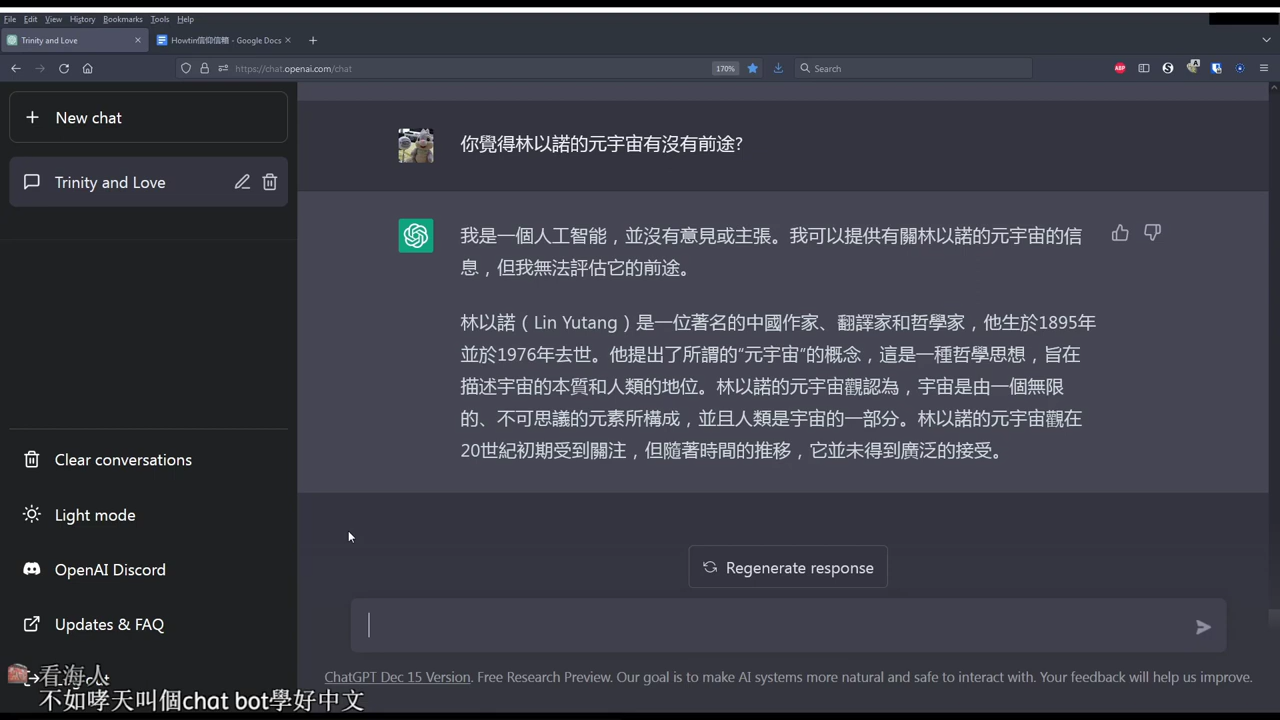 File Edit View History Bookmarks Tools Help
Trinity and Love
Howtin信仰信蘋 - Google Docs
https://chat.openai.com/chat
170%
Search
New chat
Trinity and Love
你覺得林以諾的元宇宙有沒有前途?
我是一個人工智能，並沒有意見或主張。我可以提供有關林以諾的元宇宙的信
息，但我無法評估它的前途。
林以諾（Lin Yutang）是一位著名的中國作家、翻譯家和哲學家，他生於1895年
並於1976年去世。他提出了所謂的“元宇宙”的概念，這是一種哲學思想，旨在
描述宇宙的本質和人類的地位。林以諾的元宇宙觀認為，宇宙是由一個無限
的、不可思議的元素所構成，並且人類是宇宙的一部分。林以諾的元宇宙觀在
20世紀初期受到關注，但隨著時間的推移，它並未得到廣泛的接受。
Clear conversations
Light mode
OpenAI Discord
Updates & FAQ
Regenerate response
ChatGPT Dec 15 Version. Free Research Preview. Our goal is to make AI systems more natural and safe to interact with. Your feedback will help us improve.
看海人
不如哮天叫個chat bot學好中文